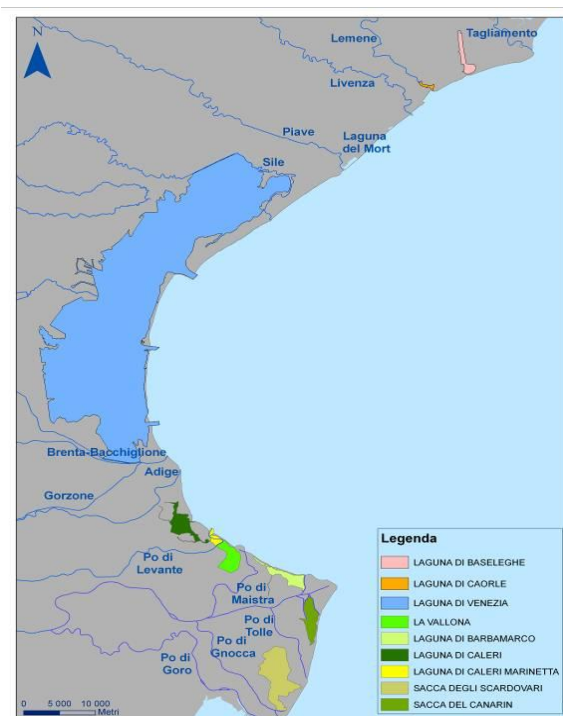 N
Lemene
Tagliamento
Livenza
Piave
Laguna
del Mort
Sile
Brenta-Bacchiglione
Adige
Gorzone
Po di
Levante
Po di
Maistra
Po di
Tolle
Po di
Gnocca
Po di
Goro
0 5 000 10 000
Metri
Legenda
LAGUNA DI BASELEGHE
LAGUNA DI CAORLE
LAGUNA DI VENEZIA
LA VALLONA
LAGUNA DI BARBAMARCO
LAGUNA DI CALERI
LAGUNA DI CALERI MARINETTA
SACCA DEGLI SCARDOVARI
SACCA DEL CANARIN